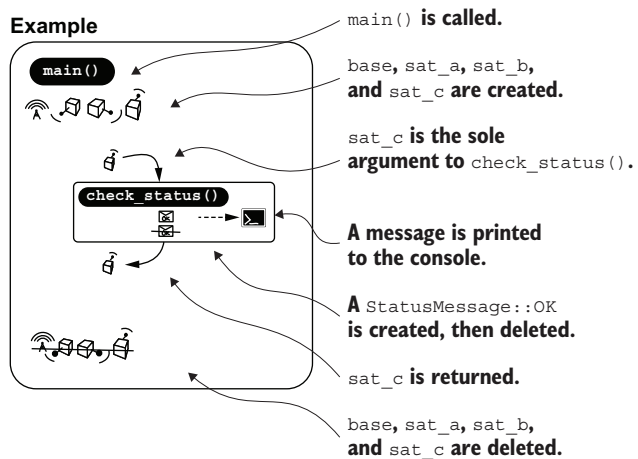 Example
main() is called.
main()
base, sat_a, sat_b,
and sat_c are created.
sat_c is the sole
argument to check_status().
check_status()
OK
OK
>_
A message is printed
to the console.
A StatusMessage::OK
is created, then deleted.
sat_c is returned.
base, sat_a, sat_b,
and sat_c are deleted.